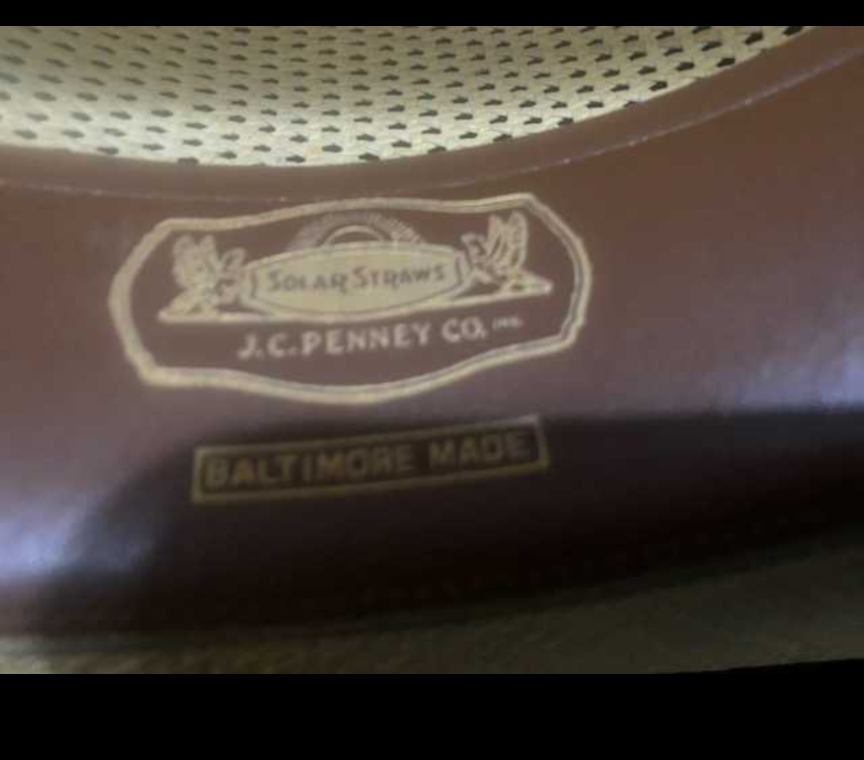 SOLAR STRAWS
J.C. PENNEY CO, INC.
BALTIMORE MADE